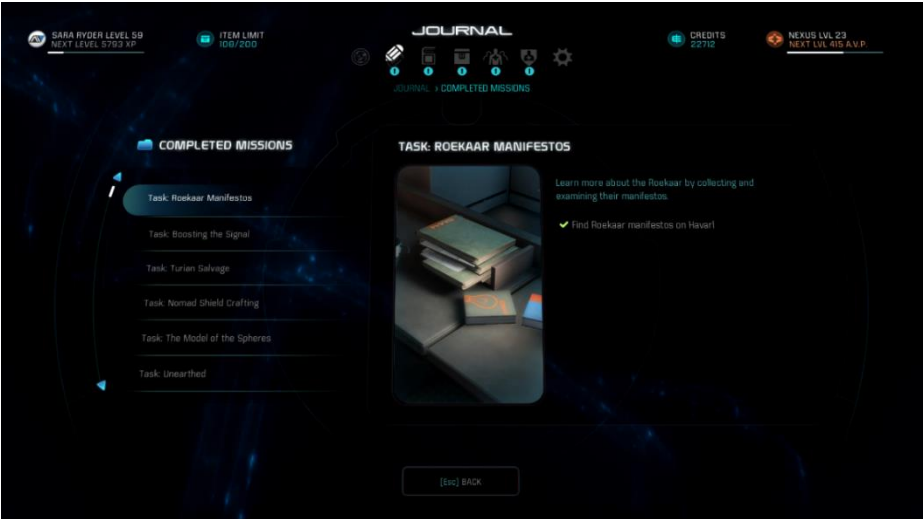 SARA RYDER LEVEL 59
NEXT LEVEL 5793 XP
ITEM LIMIT
108/200
JOURNAL
CREDITS
22712
NEXUS LVL 23
NEXT LVL 415 A.V.P.
JOURNAL › COMPLETED MISSIONS
COMPLETED MISSIONS
Task: Roekaar Manifestos
Task: Boosting the Signal
Task: Turian Salvage
Task: Nomad Shield Crafting
Task: The Model of the Spheres
Task: Unearthed
TASK: ROEKAAR MANIFESTOS
Learn more about the Roekaar by collecting and
examining their manifestos.
Find Roekaar manifestos on Havarl
[Esc] BACK